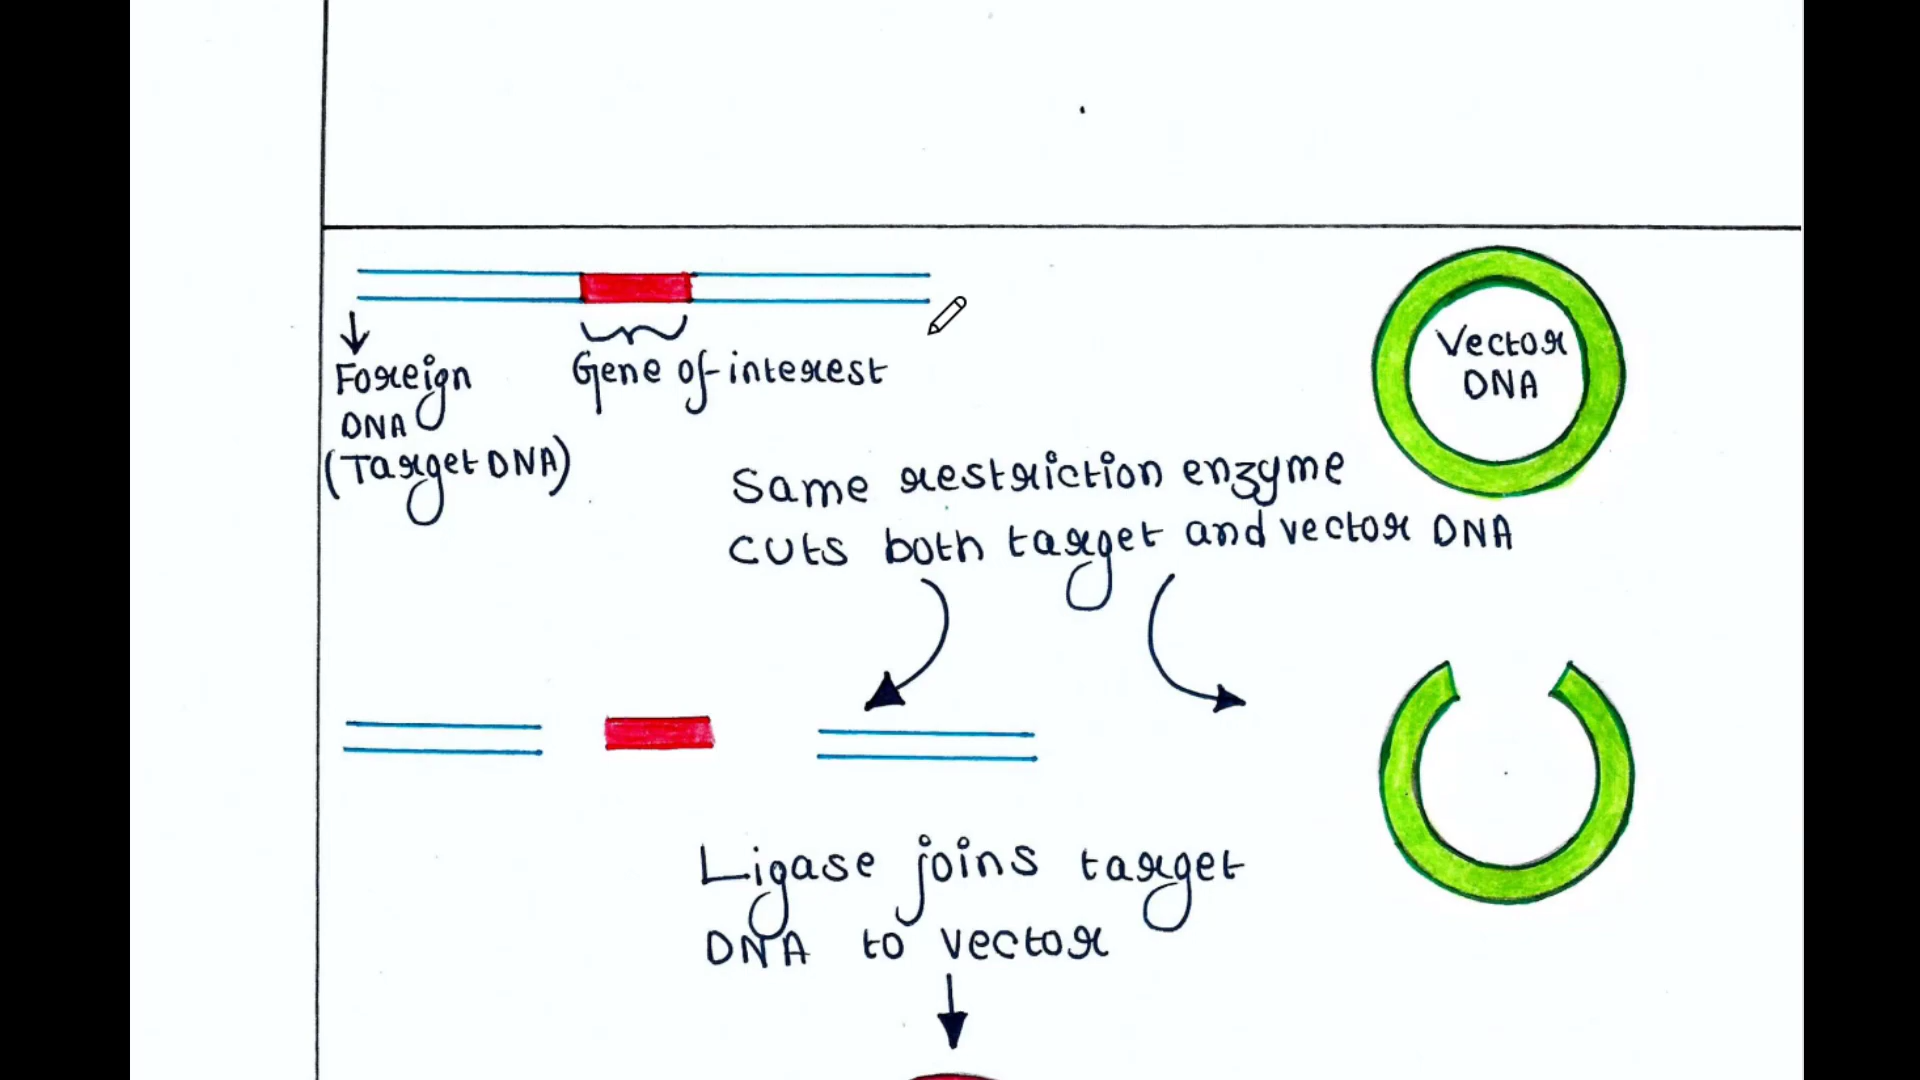 Foreign
DNA
(Target DNA)
Gene of interest
Vector
DNA
Same restriction enzyme
cuts both target and vector DNA
Ligase joins target
DNA to vector